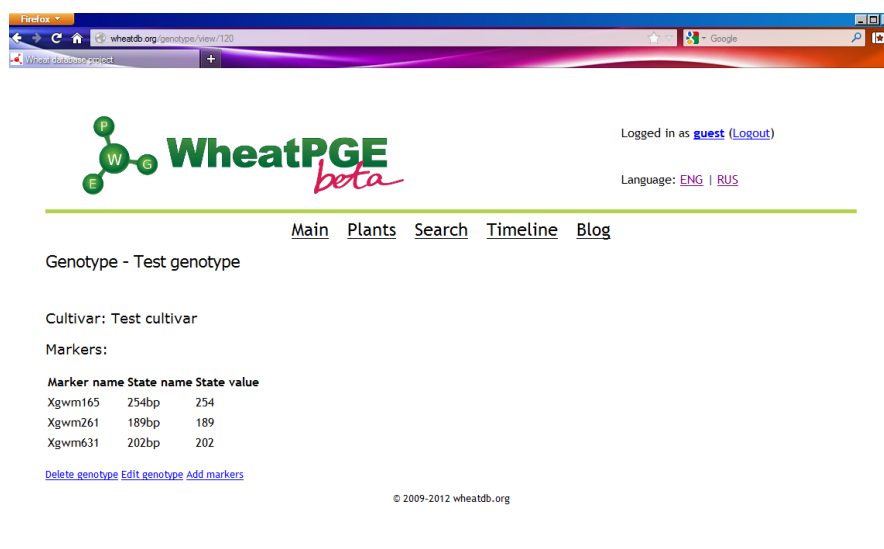 Firefox
wheatdb.org/genotype/view/120
Google
Wheat database project
P
W
G
E
WheatPGE
beta
Logged in as guest (Logout)
Language: ENG | RUS
Main Plants Search Timeline Blog
Genotype - Test genotype
Cultivar: Test cultivar
Markers:
Marker name State name State value
Xgwm165 254bp 254
Xgwm261 189bp 189
Xgwm631 202bp 202
Delete genotype Edit genotype Add markers
© 2009-2012 wheatdb.org